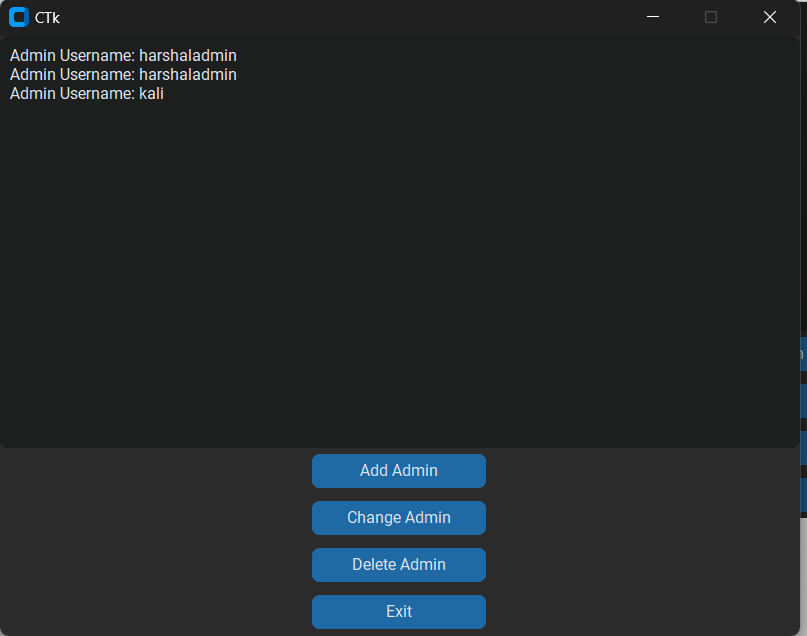 CTk
Admin Username: harshaladmin
Admin Username: harshaladmin
Admin Username: kali
Add Admin
Change Admin
Delete Admin
Exit